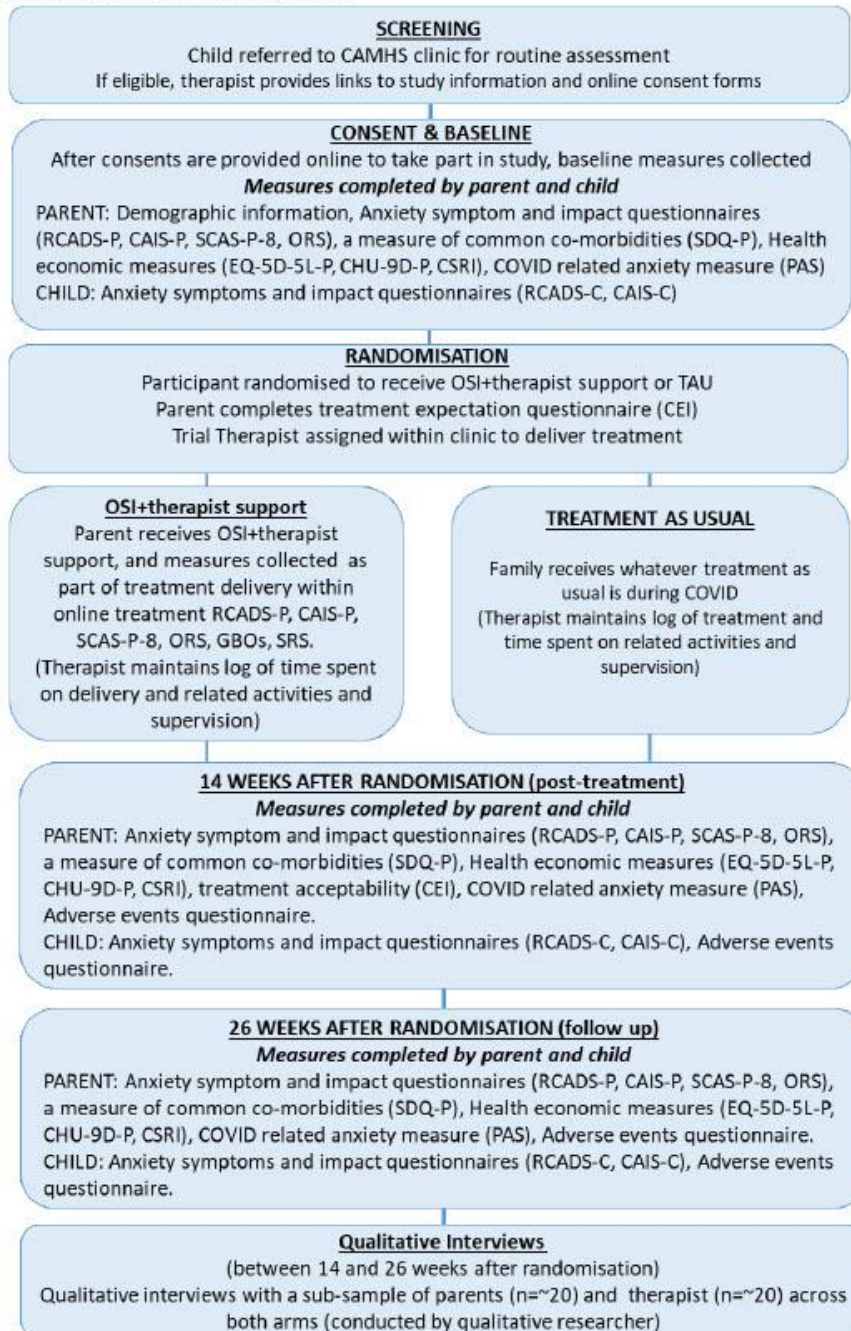 SCREENING
Child referred to CAMHS clinic for routine assessment
If eligible, therapist provides links to study information and online consent forms
CONSENT & BASELINE
After consents are provided online to take part in study, baseline measures collected
Measures completed by parent and child
PARENT: Demographic information, Anxiety symptom and impact questionnaires
(RCADS-P, CAIS-P, SCAS-P-8, ORS), a measure of common co-morbidities (SDQ-P), Health
economic measures (EQ-5D-5L-P, CHU-9D-P, CSRI), COVID related anxiety measure (PAS)
CHILD: Anxiety symptoms and impact questionnaires (RCADS-C, CAIS-C)
RANDOMISATION
Participant randomised to receive OSI+therapist support or TAU
Parent completes treatment expectation questionnaire (CEI)
Trial Therapist assigned within clinic to deliver treatment
OSI+therapist support
Parent receives OSI+therapist
support, and measures collected as
part of treatment delivery within
online treatment RCADS-P, CAIS-P,
SCAS-P-8, ORS, GBOs, SRS.
(Therapist maintains log of time spent
on delivery and related activities and
supervision)
TREATMENT AS USUAL
Family receives whatever treatment as
usual is during COVID
(Therapist maintains log of treatment and
time spent on related activities and
supervision)
14 WEEKS AFTER RANDOMISATION (post-treatment)
Measures completed by parent and child
PARENT: Anxiety symptom and impact questionnaires (RCADS-P, CAIS-P, SCAS-P-8, ORS),
a measure of common co-morbidities (SDQ-P), Health economic measures (EQ-5D-5L-P,
CHU-9D-P, CSRI), treatment acceptability (CEI), COVID related anxiety measure (PAS),
Adverse events questionnaire.
CHILD: Anxiety symptoms and impact questionnaires (RCADS-C, CAIS-C), Adverse events
questionnaire.
26 WEEKS AFTER RANDOMISATION (follow up)
Measures completed by parent and child
PARENT: Anxiety symptom and impact questionnaires (RCADS-P, CAIS-P, SCAS-P-8, ORS),
a measure of common co-morbidities (SDQ-P), Health economic measures (EQ-5D-5L-P,
CHU-9D-P, CSRI), COVID related anxiety measure (PAS), Adverse events questionnaire.
CHILD: Anxiety symptoms and impact questionnaires (RCADS-C, CAIS-C), Adverse events
questionnaire.
Qualitative Interviews
(between 14 and 26 weeks after randomisation)
Qualitative interviews with a sub-sample of parents (n=~20) and therapist (n=~20) across
both arms (conducted by qualitative researcher)